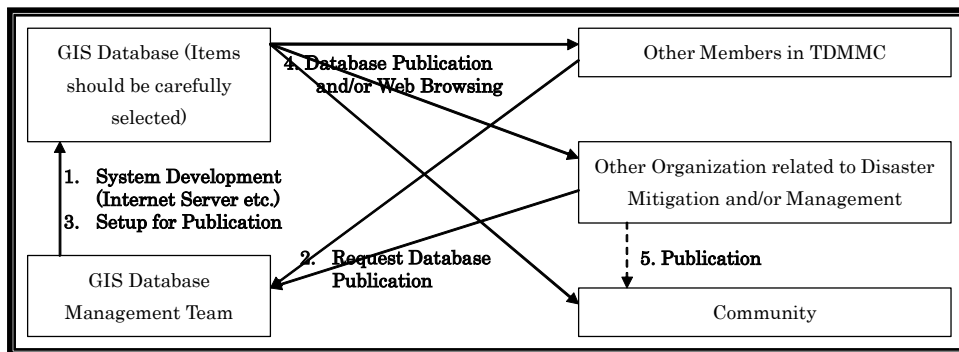 GIS Database (Items
should be carefully
selected)
Other Members in TDMMC
4. Database Publication
and/or Web Browsing
Other Organization related to Disaster
Mitigation and/or Management
1. System Development
(Internet Server etc.)
3. Setup for Publication
2. Request Database
Publication
5. Publication
GIS Database
Management Team
Community